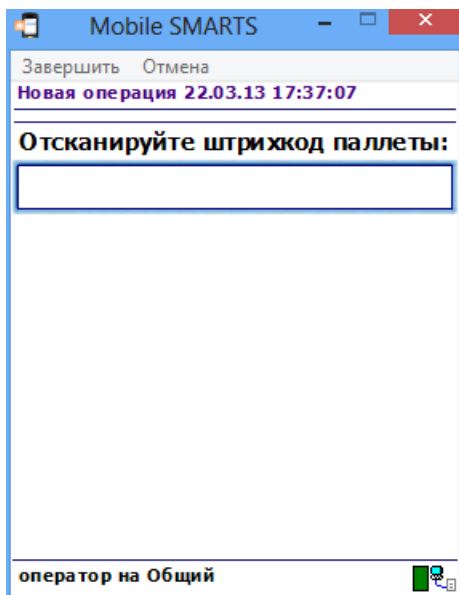 Mobile SMARTS
Завершить Отмена
Новая операция 22.03.13 17:37:07
Отсканируйте штрихкод паллеты:
оператор на Общий